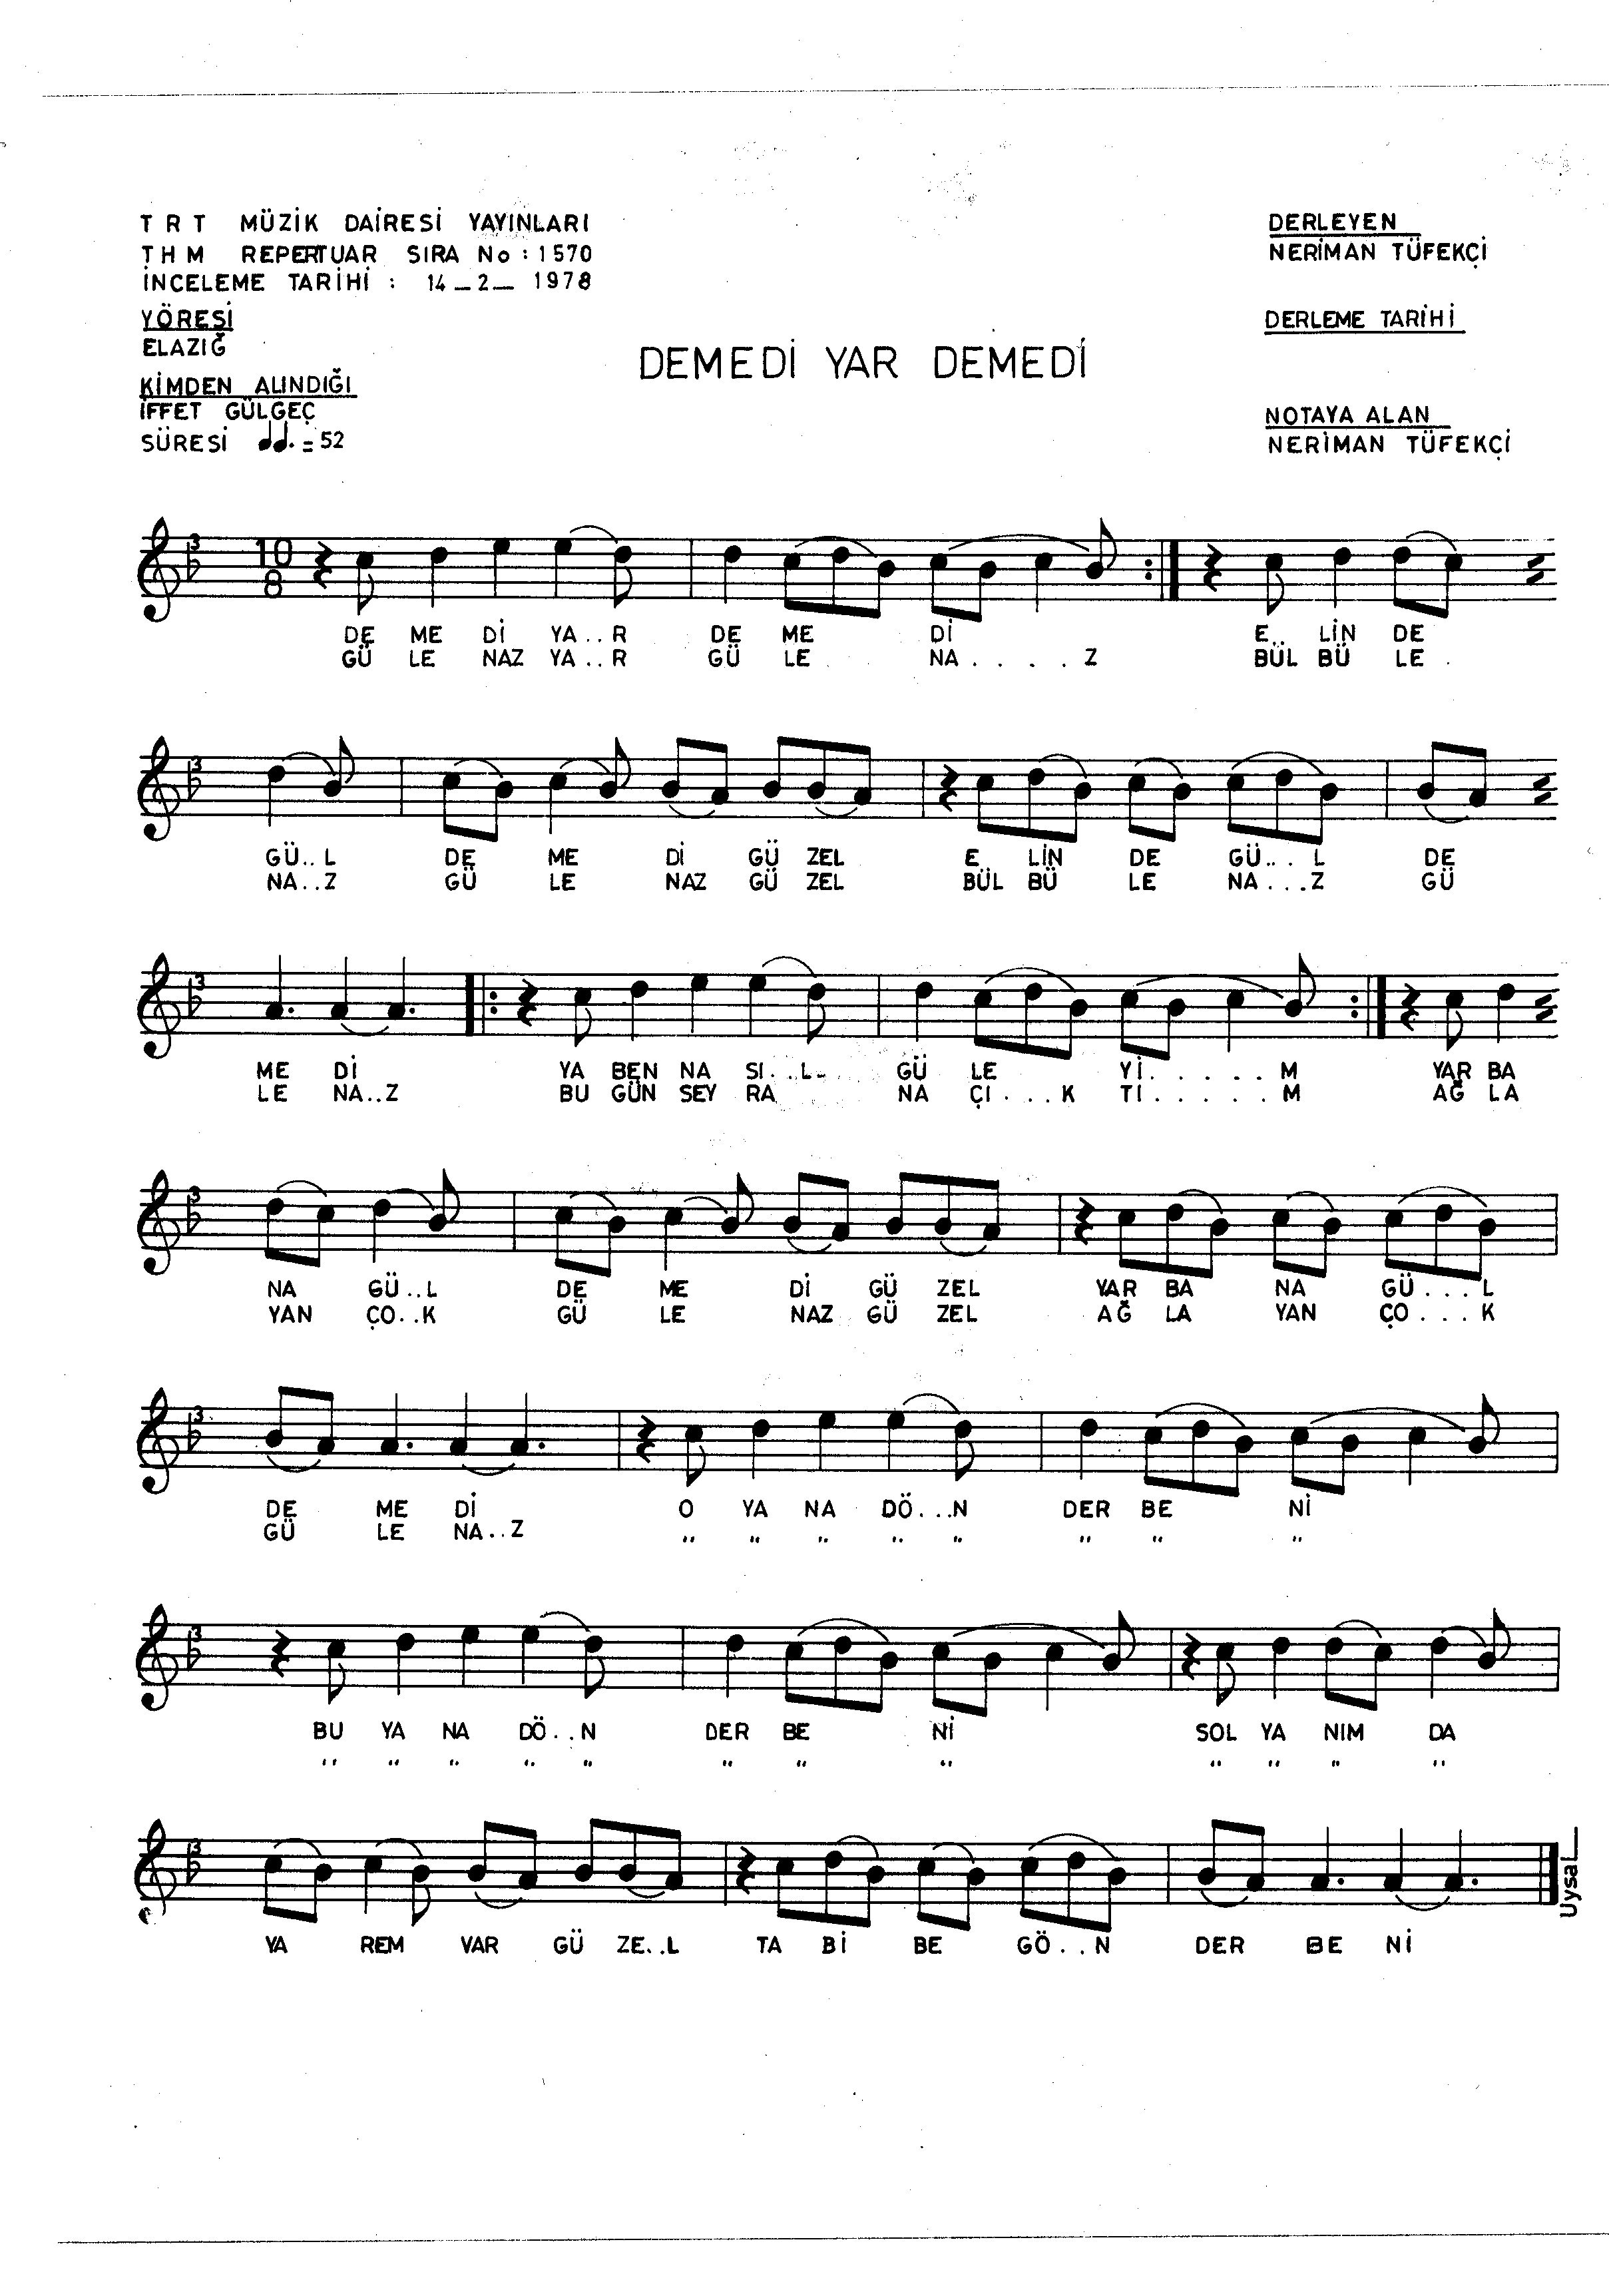 TRT MÜZİK DAİRESİ YAYINLARI
THM REPERTUAR SIRA No : 1570
İNCELEME TARİHİ : 14_2_ 1978
YÖRESİ
ELAZIĞ
KİMDEN ALINDIĞI
İFFET GÜLGEÇ
SÜRESİ ♩♩. = 52
DEMEDİ YAR DEMEDİ
DERLEYEN
NERİMAN TÜFEKÇİ
DERLEME TARİHİ
NOTAYA ALAN
NERİMAN TÜFEKÇİ
3 10 8
DE ME Dİ YA..R DE ME Dİ E.. LİN DE
GÜ LE NAZ YA..R GÜ LE NA....Z BÜL BÜ LE .
3
GÜ..L DE ME Dİ GÜ ZEL E LİN DE GÜ...L DE
NA..Z GÜ LE NAZ GÜ ZEL BÜL BÜ LE NA...Z GÜ
3
ME Dİ YA BEN NA SI..L GÜ LE Yİ.....M YAR BA
LE NA..Z BU GÜN SEY RA NA ÇI...K TI.....M AĞ LA
3
NA GÜ..L DE ME Dİ GÜ ZEL YAR BA NA GÜ...L
YAN ÇO..K GÜ LE NAZ GÜ ZEL AĞ LA YAN ÇO...K
3
DE ME Dİ O YA NA DÖ...N DER BE Nİ
GÜ LE NA..Z " " " " " " " "
3
BU YA NA DÖ...N DER BE Nİ SOL YA NIM DA
" " " " " " " " " " " "
3
YA REM VAR GÜ ZE..L TA Bİ BE GÖ..N DER BE Nİ
Uysal